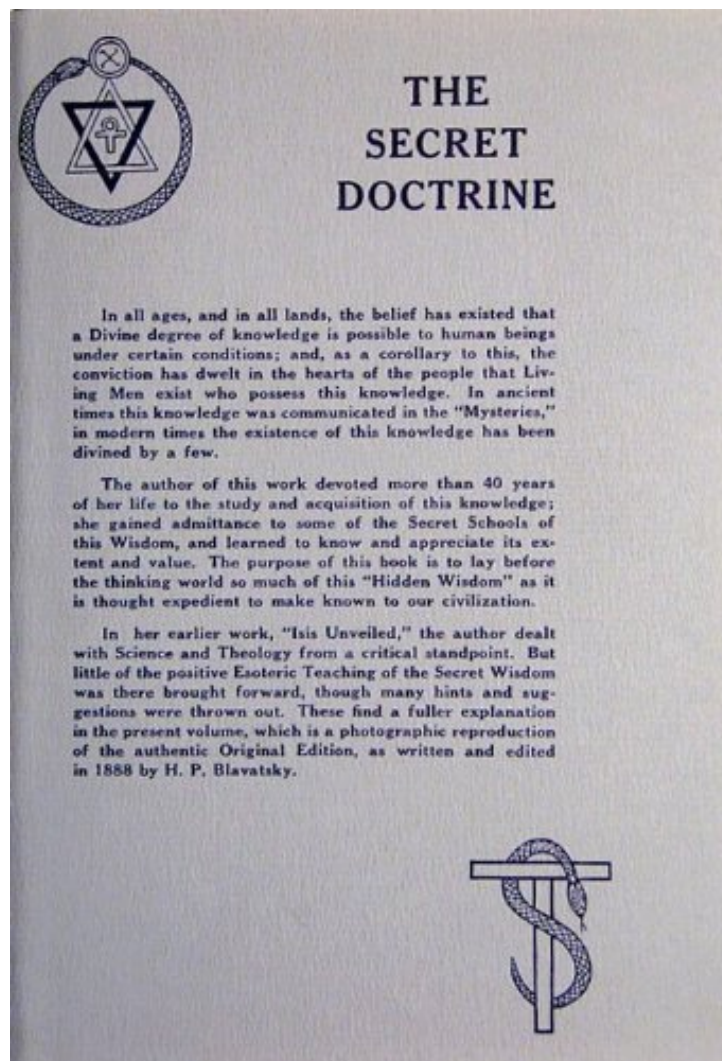 THE
SECRET
DOCTRINE
In all ages, and in all lands, the belief has existed that
a Divine degree of knowledge is possible to human beings
under certain conditions; and, as a corollary to this, the
conviction has dwelt in the hearts of the people that Liv-
ing Men exist who possess this knowledge. In ancient
times this knowledge was communicated in the "Mysteries,"
in modern times the existence of this knowledge has been
divined by a few.
The author of this work devoted more than 40 years
of her life to the study and acquisition of this knowledge;
she gained admittance to some of the Secret Schools of
this Wisdom, and learned to know and appreciate its ex-
tent and value. The purpose of this book is to lay before
the thinking world so much of this "Hidden Wisdom" as it
is thought expedient to make known to our civilization.
In her earlier work, "Isis Unveiled," the author dealt
with Science and Theology from a critical standpoint. But
little of the positive Esoteric Teaching of the Secret Wisdom
was there brought forward, though many hints and sug-
gestions were thrown out. These find a fuller explanation
in the present volume, which is a photographic reproduction
of the authentic Original Edition, as written and edited
in 1888 by H. P. Blavatsky.